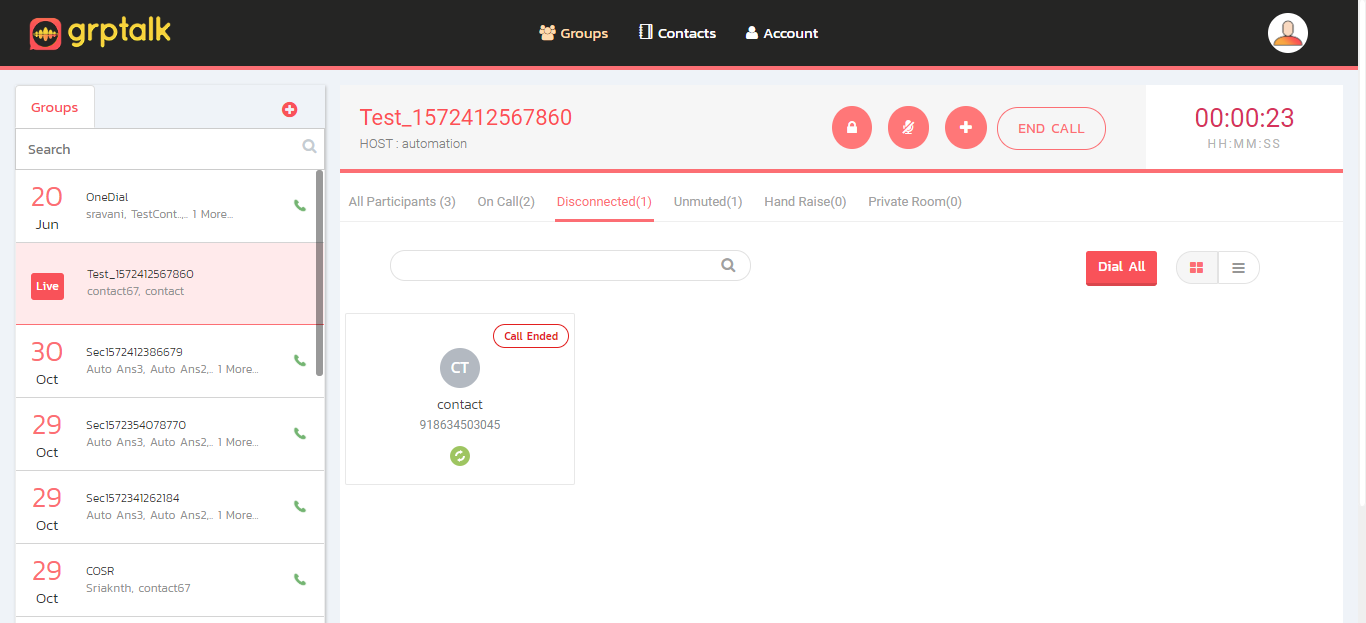 grptalk
Groups
Contacts
Account
Groups
Search
20
Jun
OneDial
sravani, TestCont.,.. 1 More...
Live
Test_1572412567860
contact67, contact
30
Oct
Sec1572412386679
Auto Ans3, Auto Ans2,.. 1 More...
29
Oct
Sec1572354078770
Auto Ans3, Auto Ans2,.. 1 More...
29
Oct
Sec1572341262184
Auto Ans3, Auto Ans2,.. 1 More...
29
Oct
COSR
Sriaknth, contact67
Test_1572412567860
HOST : automation
END CALL
00:00:23
HH:MM:SS
All Participants (3)
On Call(2)
Disconnected(1)
Unmuted(1)
Hand Raise(0)
Private Room(0)
Dial All
Call Ended
CT
contact
918634503045